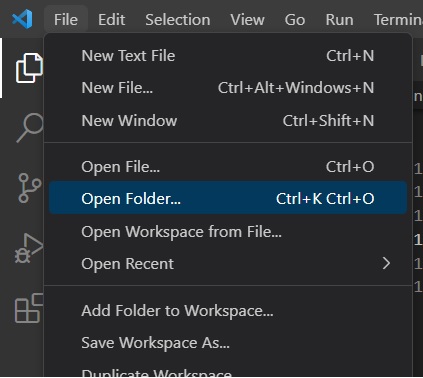 File Edit Selection View Go Run Termina
New Text File Ctrl+N
New File... Ctrl+Alt+Windows+N
New Window Ctrl+Shift+N
Open File... Ctrl+O
Open Folder... Ctrl+K Ctrl+O
Open Workspace from File...
Open Recent
Add Folder to Workspace...
Save Workspace As...
Duplicate Workspace